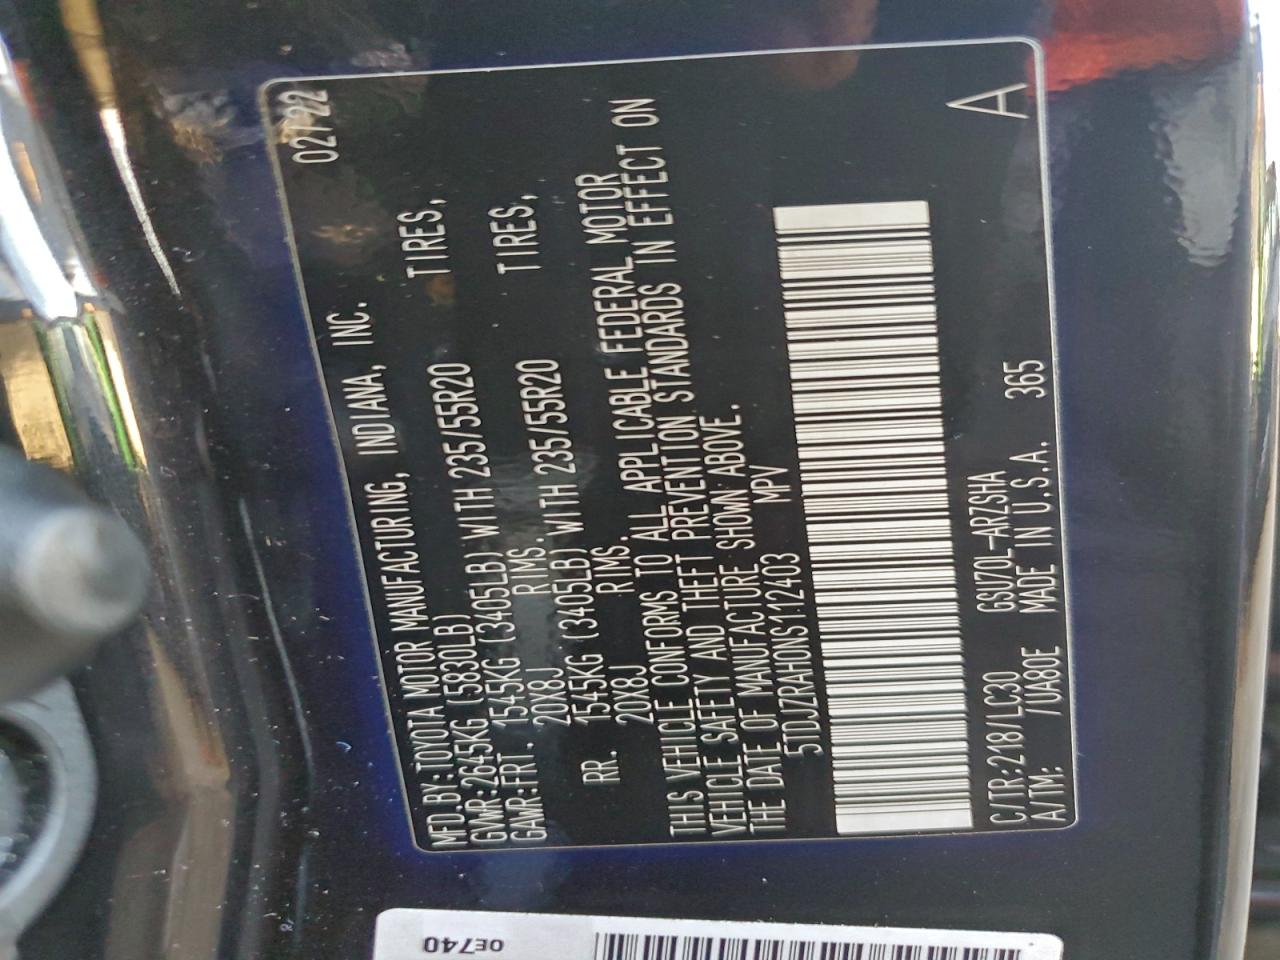 02/22
MFD.BY:TOYOTA MOTOR MANUFACTURING, INDIANA, INC.
GVWR:2645KG (5830LB)
GAWR:FRT. 1545KG (3405LB) WITH 235/55R20 TIRES,
20X8J RIMS.
RR. 1545KG (3405LB) WITH 235/55R20 TIRES,
20X8J RIMS.
THIS VEHICLE CONFORMS TO ALL APPLICABLE FEDERAL MOTOR
VEHICLE SAFETY AND THEFT PREVENTION STANDARDS IN EFFECT ON
THE DATE OF MANUFACTURE SHOWN ABOVE.
5TDJZRAH0NS112403 MPV
A
C/TR:218/LC30 GSU70L-ARZSHA
A/TM: /UA80E MADE IN U.S.A. 365
0E740